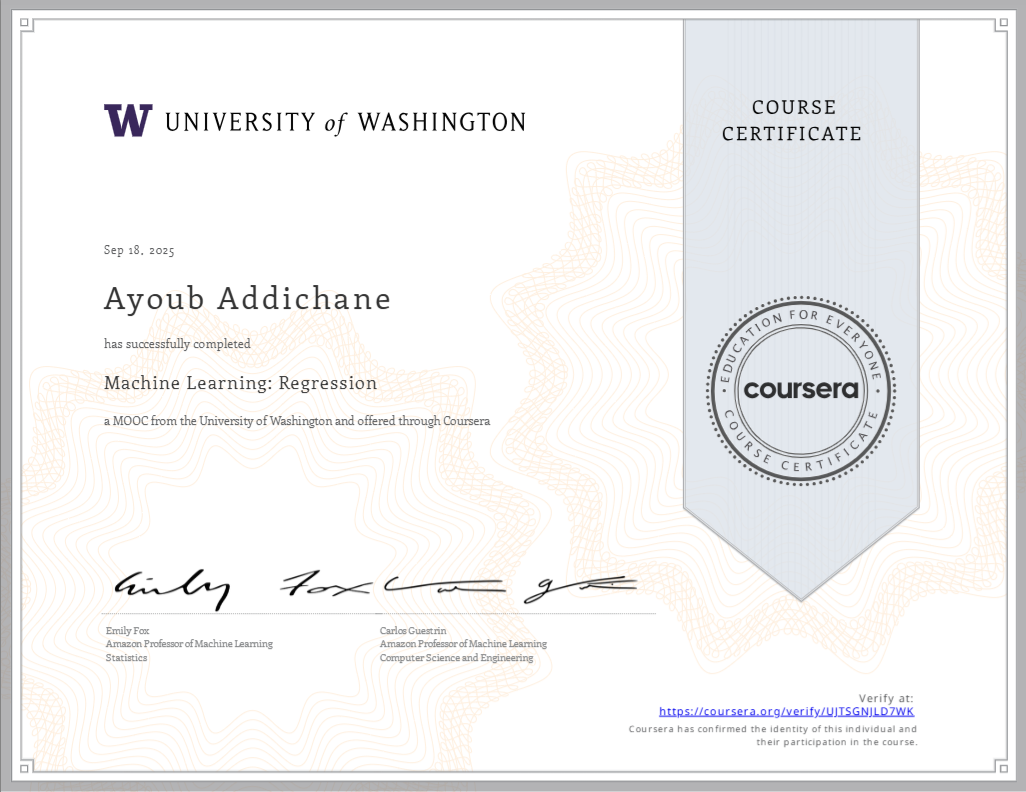 W UNIVERSITY of WASHINGTON
COURSE
CERTIFICATE
Sep 18, 2025
Ayoub Addichane
has successfully completed
Machine Learning: Regression
a MOOC from the University of Washington and offered through Coursera
EDUCATION FOR EVERYONE
coursera
COURSE CERTIFICATE
Emily Fox
Emily Fox
Amazon Professor of Machine Learning
Statistics
Carlos Guestrin
Amazon Professor of Machine Learning
Computer Science and Engineering
Verify at:
https://coursera.org/verify/UJTSGNJLD7WK
Coursera has confirmed the identity of this individual and
their participation in the course.